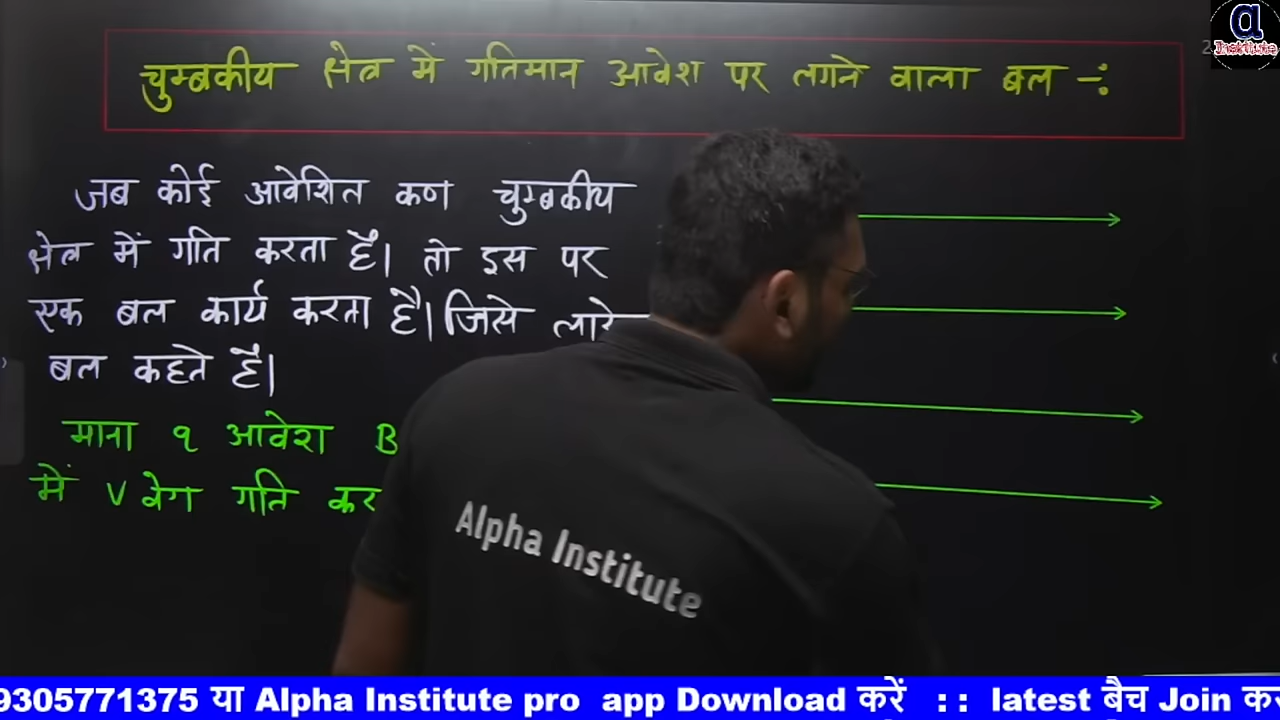 चुम्बकीय क्षेत्र में गतिमान आवेश पर लगने वाला बल -:
α
Institute
जब कोई आवेशित कण चुम्बकीय
क्षेत्र में गति करता है। तो इस पर
एक बल कार्य करता है। जिसे लारे
बल कहते है।
माना q आवेश B
में v वेग गति कर
Alpha Institute
9305771375 या Alpha Institute pro app Download करें :: latest बैच Join कर